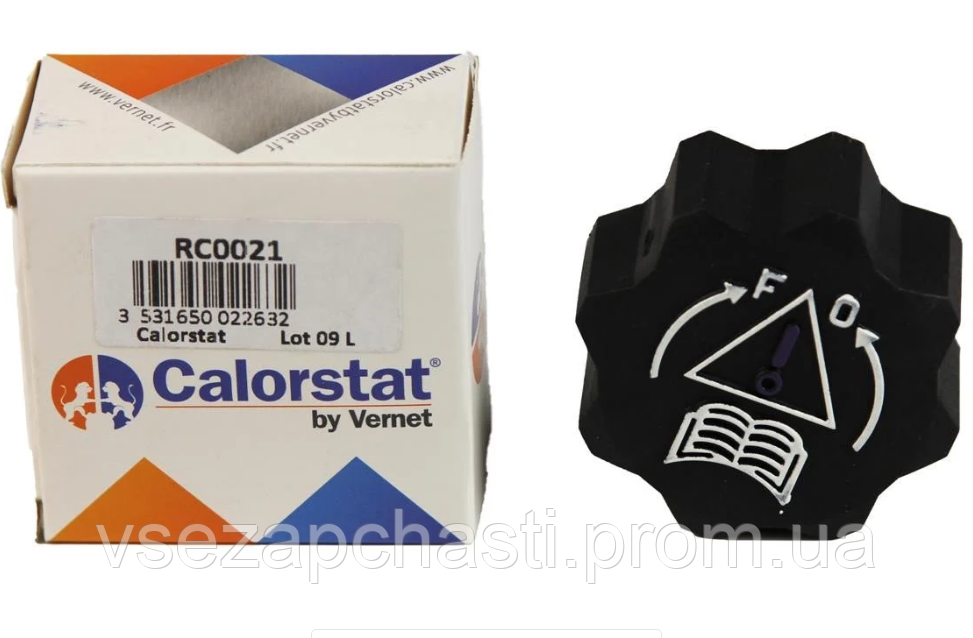 www.vernet.fr
www.calorstatbyvernet.fr
RC0021
3 531650 022632
Calorstat Lot 09 L
Calorstat®
by Vernet
F
O
vsezapchasti.prom.ua